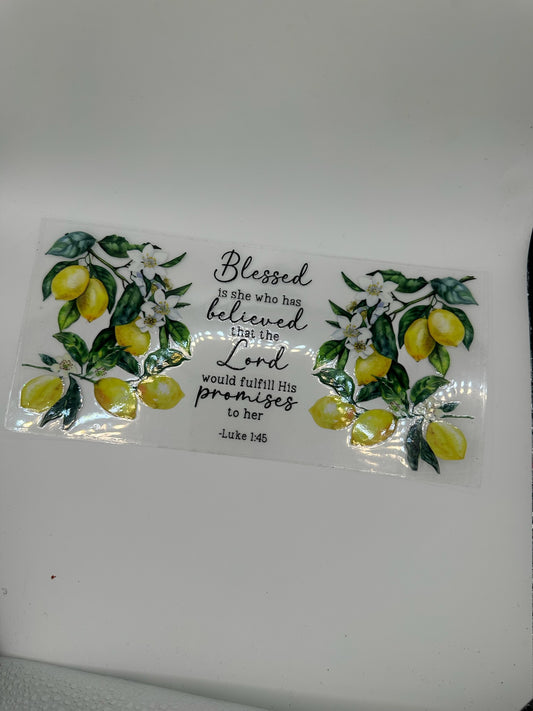 Blessed
is she who has
believed
that the
Lord
would fulfill His
promises
to her
-Luke 1:45